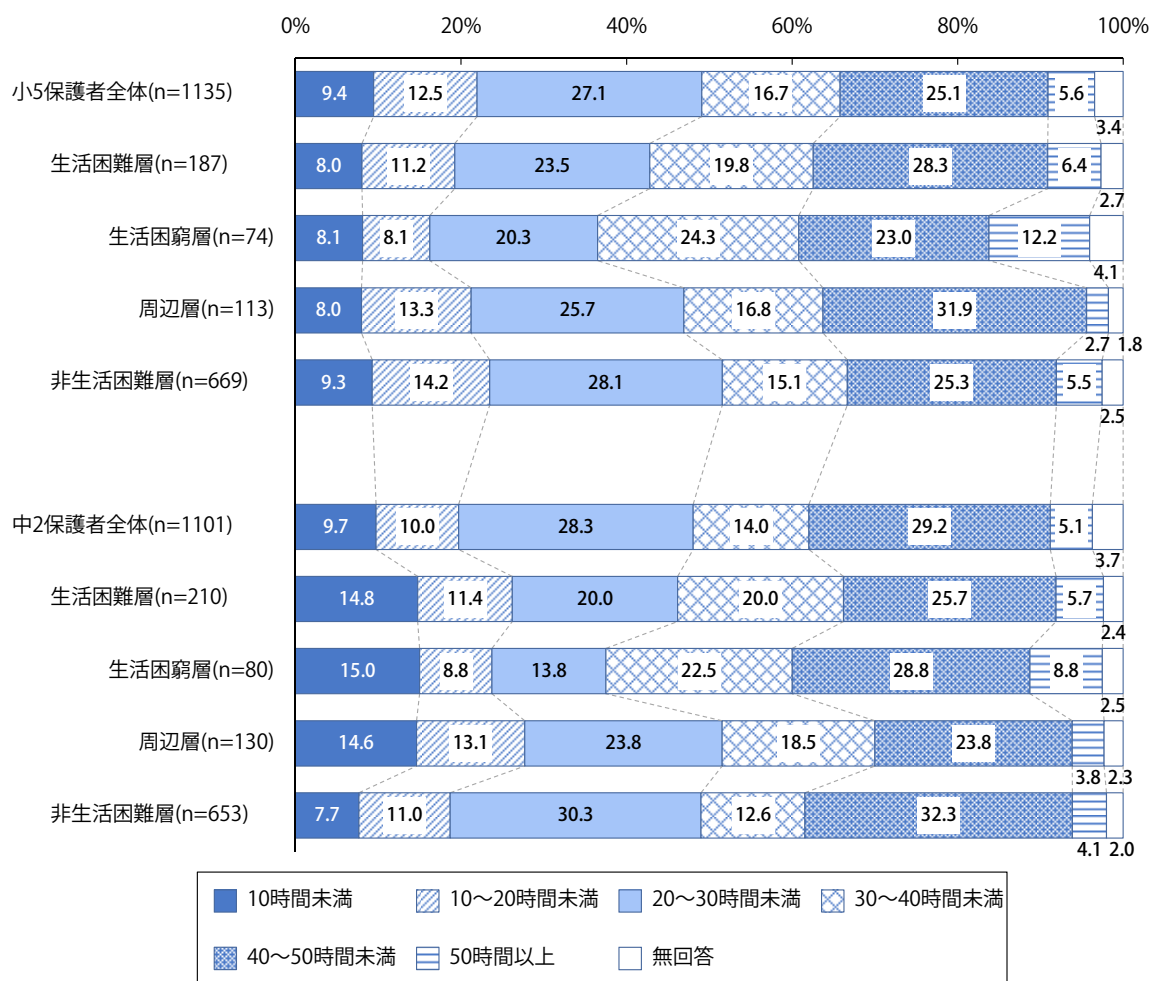 0% 20% 40% 60% 80% 100%
小5保護者全体(n=1135) 9.4 12.5 27.1 16.7 25.1 5.6 3.4
生活困難層(n=187) 8.0 11.2 23.5 19.8 28.3 6.4 2.7
生活困窮層(n=74) 8.1 8.1 20.3 24.3 23.0 12.2 4.1
周辺層(n=113) 8.0 13.3 25.7 16.8 31.9 2.7 1.8
非生活困難層(n=669) 9.3 14.2 28.1 15.1 25.3 5.5 2.5
中2保護者全体(n=1101) 9.7 10.0 28.3 14.0 29.2 5.1 3.7
生活困難層(n=210) 14.8 11.4 20.0 20.0 25.7 5.7 2.4
生活困窮層(n=80) 15.0 8.8 13.8 22.5 28.8 8.8 2.5
周辺層(n=130) 14.6 13.1 23.8 18.5 23.8 3.8 2.3
非生活困難層(n=653) 7.7 11.0 30.3 12.6 32.3 4.1 2.0
10時間未満 10～20時間未満 20～30時間未満 30～40時間未満
40～50時間未満 50時間以上 無回答